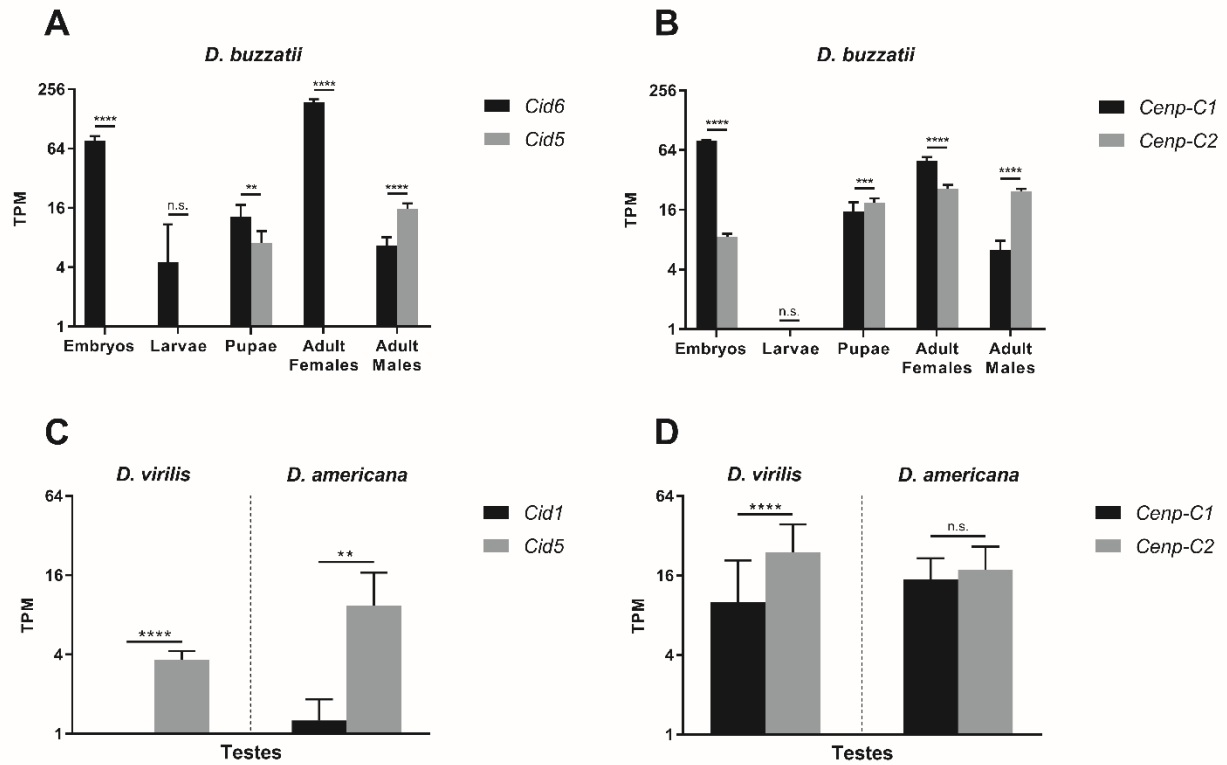 A
D. buzzatii
256
64
16
4
1
TPM
****
n.s.
**
****
****
Embryos
Larvae
Pupae
Adult
Females
Adult
Males
Cid6
Cid5
B
D. buzzatii
256
64
16
4
1
TPM
****
n.s.
***
****
****
Embryos
Larvae
Pupae
Adult
Females
Adult
Males
Cenp-C1
Cenp-C2
C
D. virilis
D. americana
64
16
4
1
TPM
****
**
Testes
Cid1
Cid5
D
D. virilis
D. americana
64
16
4
1
TPM
****
n.s.
Testes
Cenp-C1
Cenp-C2